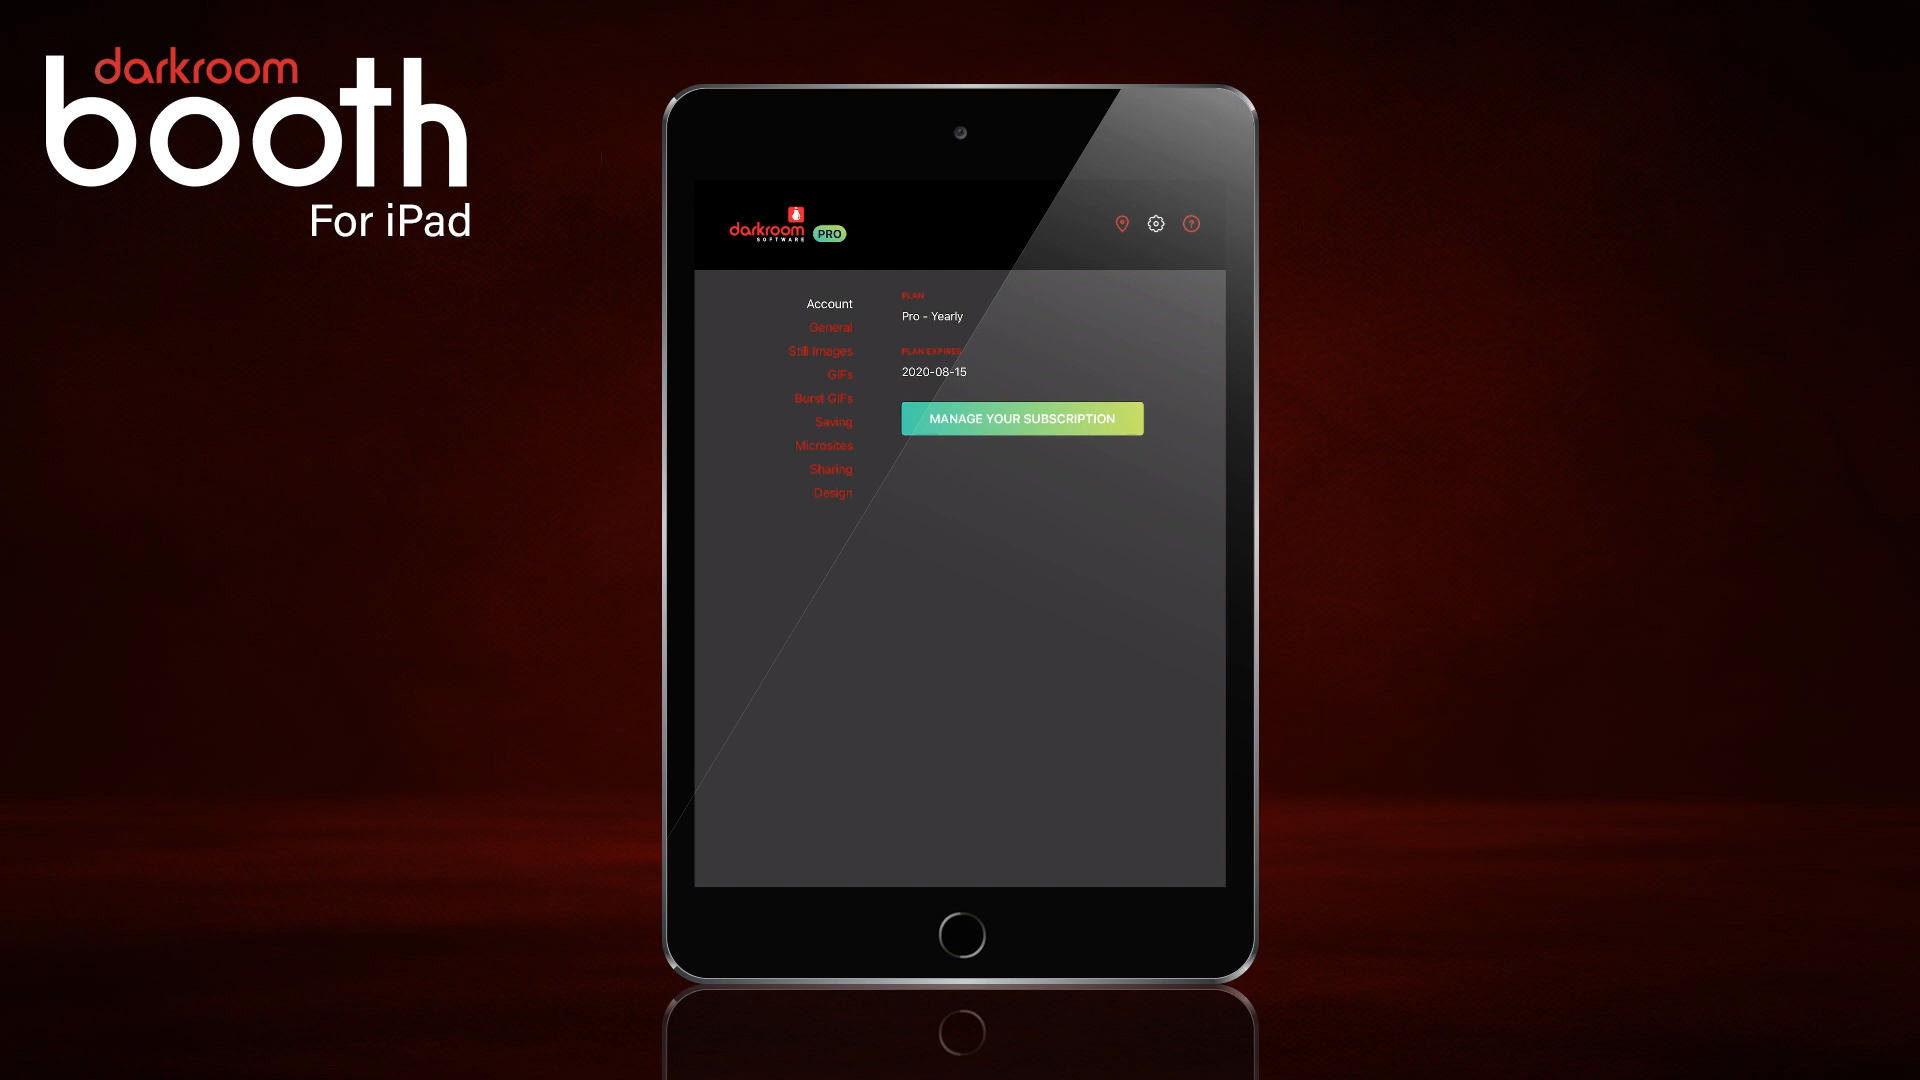 darkroom
booth
For iPad
darkroom
SOFTWARE
PRO
?
Account
General
Still Images
GIFs
Burst GIFs
Saving
Microsites
Sharing
Design
PLAN
Pro - Yearly
PLAN EXPIRES
2020-08-15
MANAGE YOUR SUBSCRIPTION